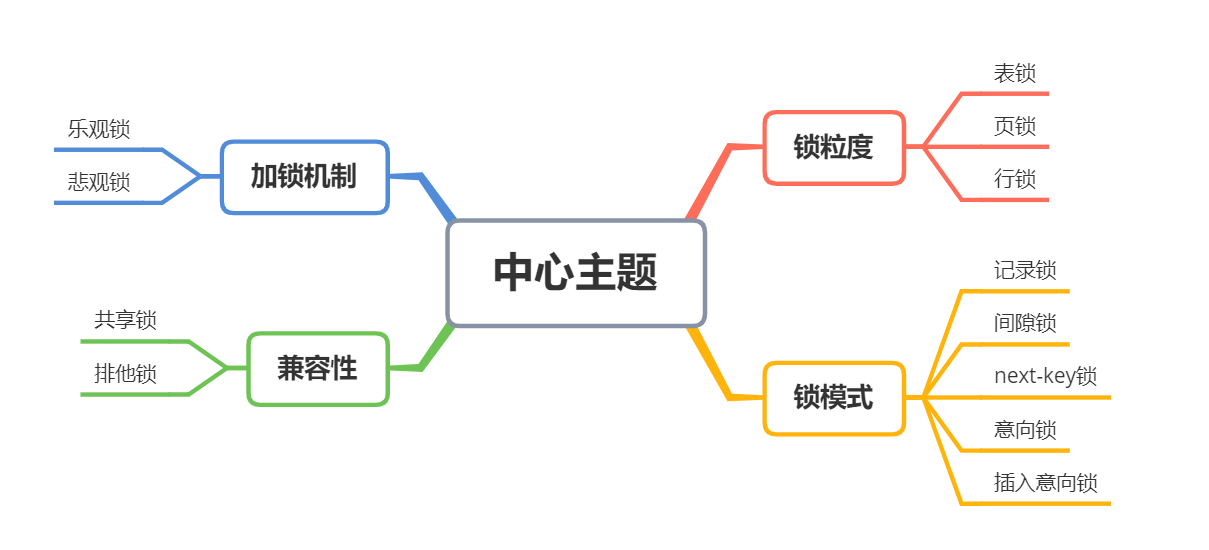 中心主题
加锁机制
乐观锁
悲观锁
兼容性
共享锁
排他锁
锁粒度
表锁
页锁
行锁
锁模式
记录锁
间隙锁
next-key锁
意向锁
插入意向锁